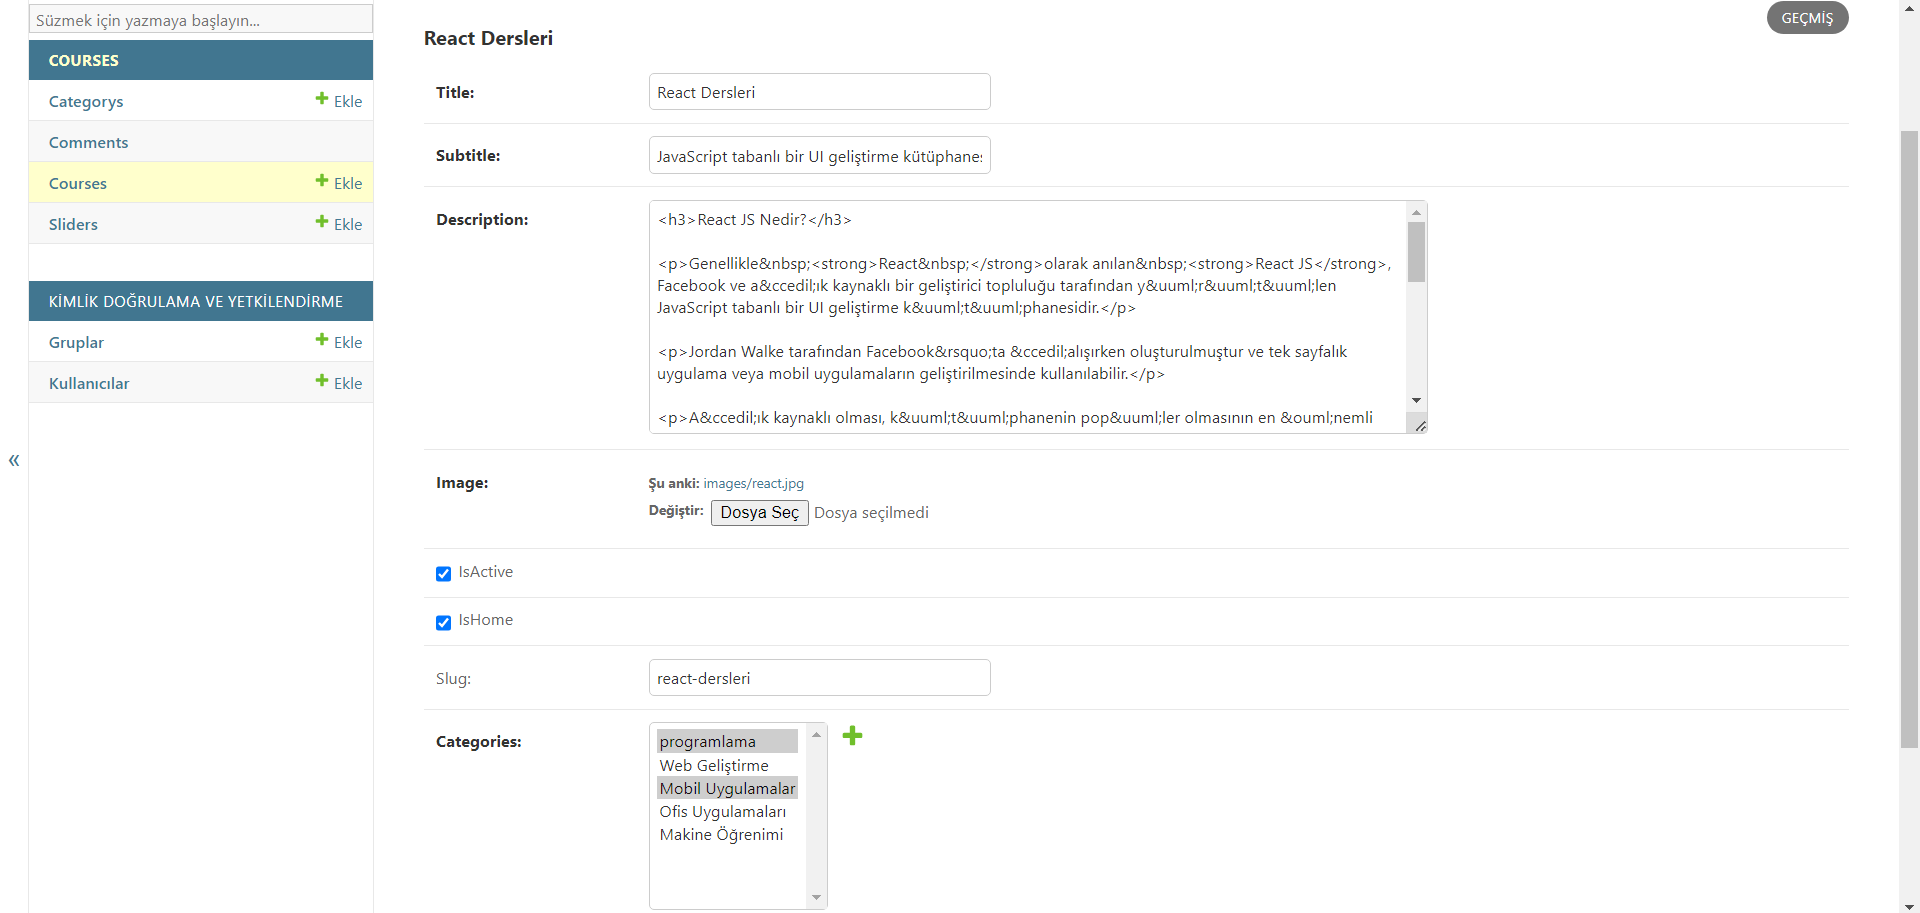 Süzmek için yazmaya başlayın...
COURSES
Categorys
Ekle
Comments
Courses
Ekle
Sliders
Ekle
KİMLİK DOĞRULAMA VE YETKİLENDİRME
Gruplar
Ekle
Kullanıcılar
Ekle
«
GEÇMİŞ
React Dersleri
Title:
React Dersleri
Subtitle:
JavaScript tabanlı bir UI geliştirme kütüphanes
Description:
<h3>React JS Nedir?</h3>
<p>Genellikle&nbsp;<strong>React&nbsp;</strong>olarak anılan&nbsp;<strong>React JS</strong>,
Facebook ve a&ccedil;ık kaynaklı bir geliştirici topluluğu tarafından y&uuml;r&uuml;t&uuml;len
JavaScript tabanlı bir UI geliştirme k&uuml;t&uuml;phanesidir.</p>
<p>Jordan Walke tarafından Facebook&rsquo;ta &ccedil;alışırken oluşturulmuştur ve tek sayfalık
uygulama veya mobil uygulamaların geliştirilmesinde kullanılabilir.</p>
<p>A&ccedil;ık kaynaklı olması, k&uuml;t&uuml;phanenin pop&uuml;ler olmasının en &ouml;nemli
Image:
Şu anki: images/react.jpg
Değiştir: Dosya Seç Dosya seçilmedi
IsActive
IsHome
Slug:
react-dersleri
Categories:
programlama
Web Geliştirme
Mobil Uygulamalar
Ofis Uygulamaları
Makine Öğrenimi